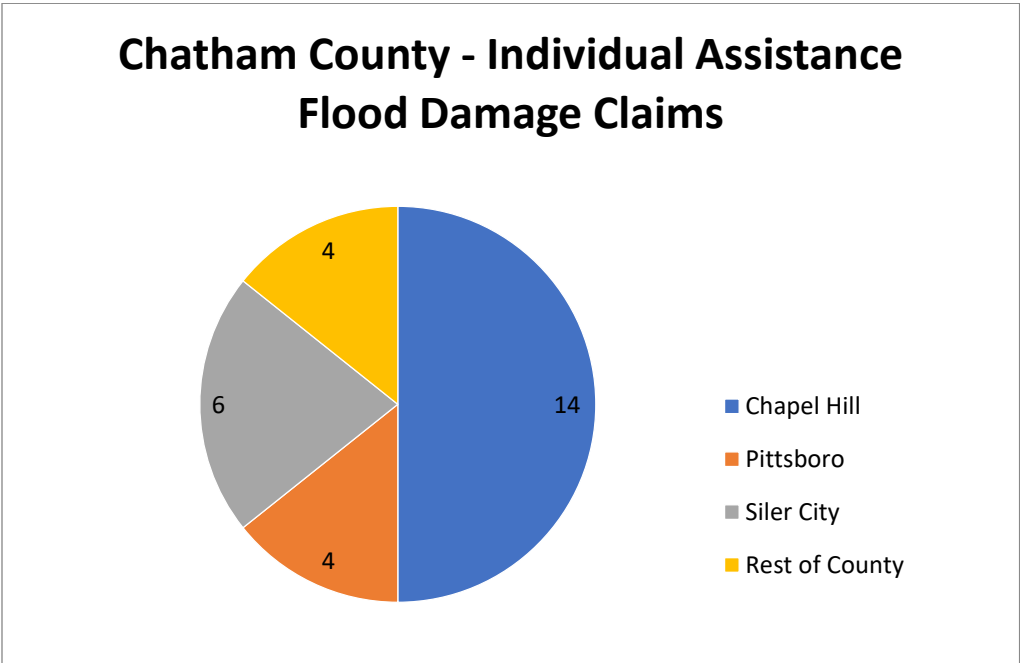 Chatham County - Individual Assistance
Flood Damage Claims
4
6
14
4
Chapel Hill
Pittsboro
Siler City
Rest of County